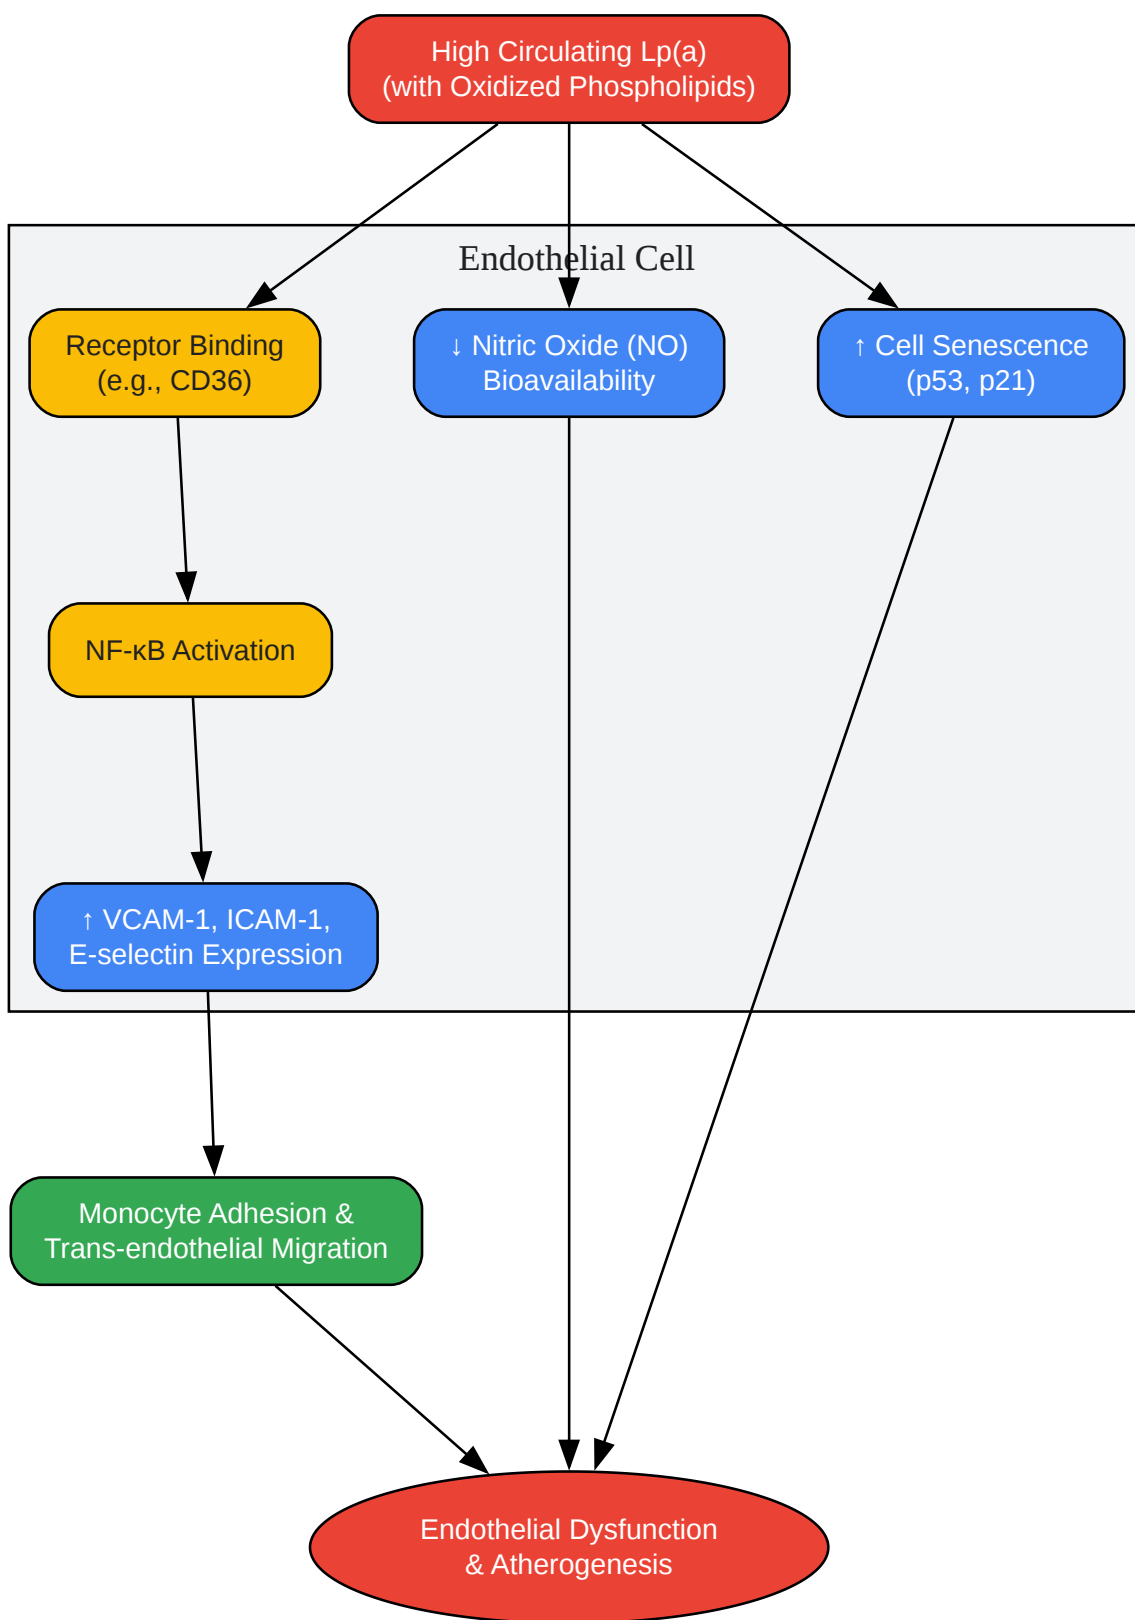 High Circulating Lp(a)
(with Oxidized Phospholipids)
Endothelial Cell
Receptor Binding
(e.g., CD36)
↓ Nitric Oxide (NO)
Bioavailability
↑ Cell Senescence
(p53, p21)
NF-κB Activation
↑ VCAM-1, ICAM-1,
E-selectin Expression
Monocyte Adhesion &
Trans-endothelial Migration
Endothelial Dysfunction
& Atherogenesis